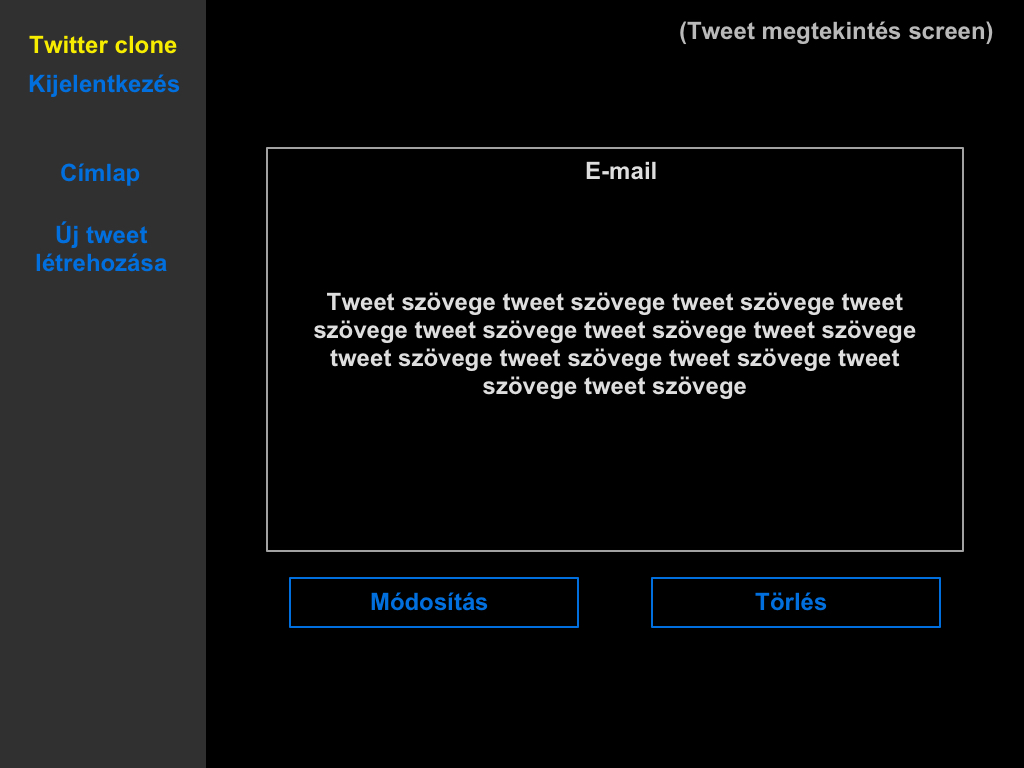 Twitter clone
Kijelentkezés
Címlap
Új tweet
létrehozása
(Tweet megtekintés screen)
E-mail
Tweet szövege tweet szövege tweet szövege tweet
szövege tweet szövege tweet szövege tweet szövege
tweet szövege tweet szövege tweet szövege tweet
szövege tweet szövege
Módosítás
Törlés